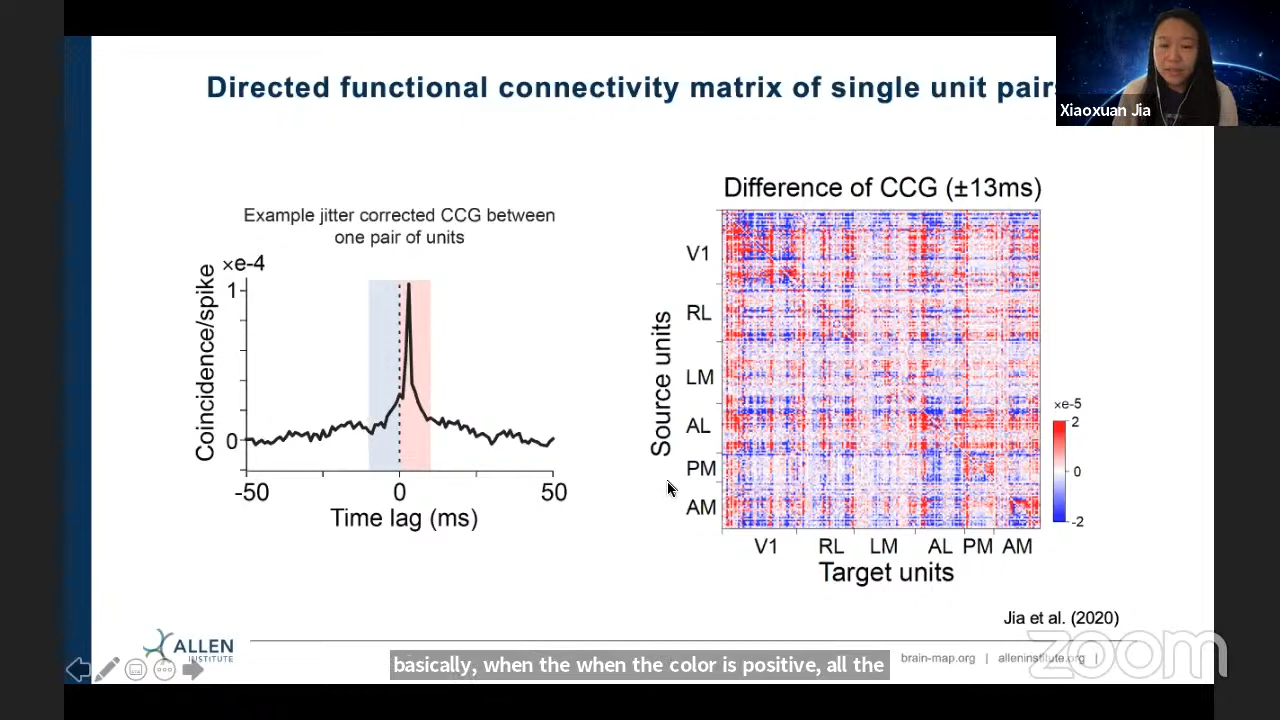 Directed functional connectivity matrix of single unit pairs
Xiaoxuan Jia
Example jitter corrected CCG between
one pair of units
×e-4
1
0
Coincidence/spike
-50
0
50
Time lag (ms)
Difference of CCG (±13ms)
Source units
V1
RL
LM
AL
PM
AM
V1
RL
LM
AL
PM
AM
Target units
×e-5
2
0
-2
Jia et al. (2020)
ALLEN
INSTITUTE
brain-map.org | alleninstitute.org |
zoom
basically, when the when the color is positive, all the